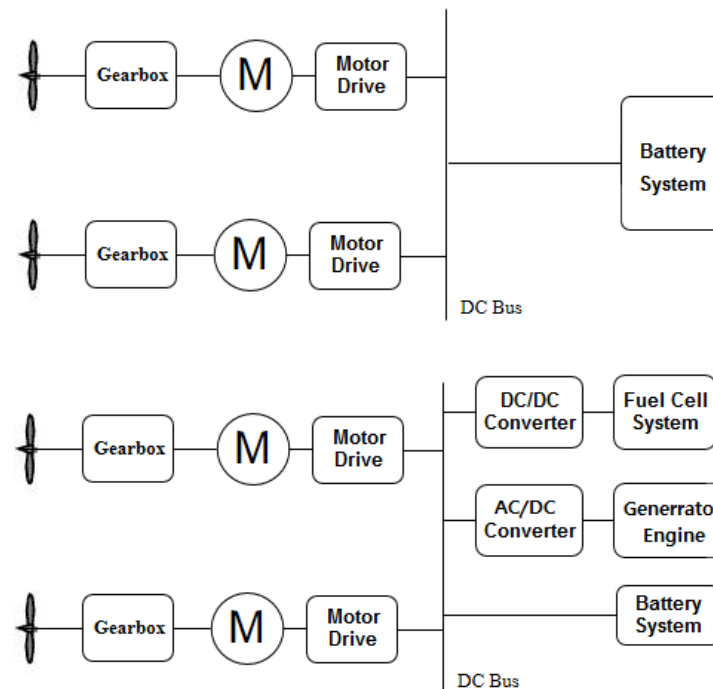 Gearbox
M
Motor
Drive
Battery
System
Gearbox
M
Motor
Drive
DC Bus
DC/DC
Converter
Fuel Cell
System
Gearbox
M
Motor
Drive
AC/DC
Converter
Generrato
Engine
Gearbox
M
Motor
Drive
Battery
System
DC Bus